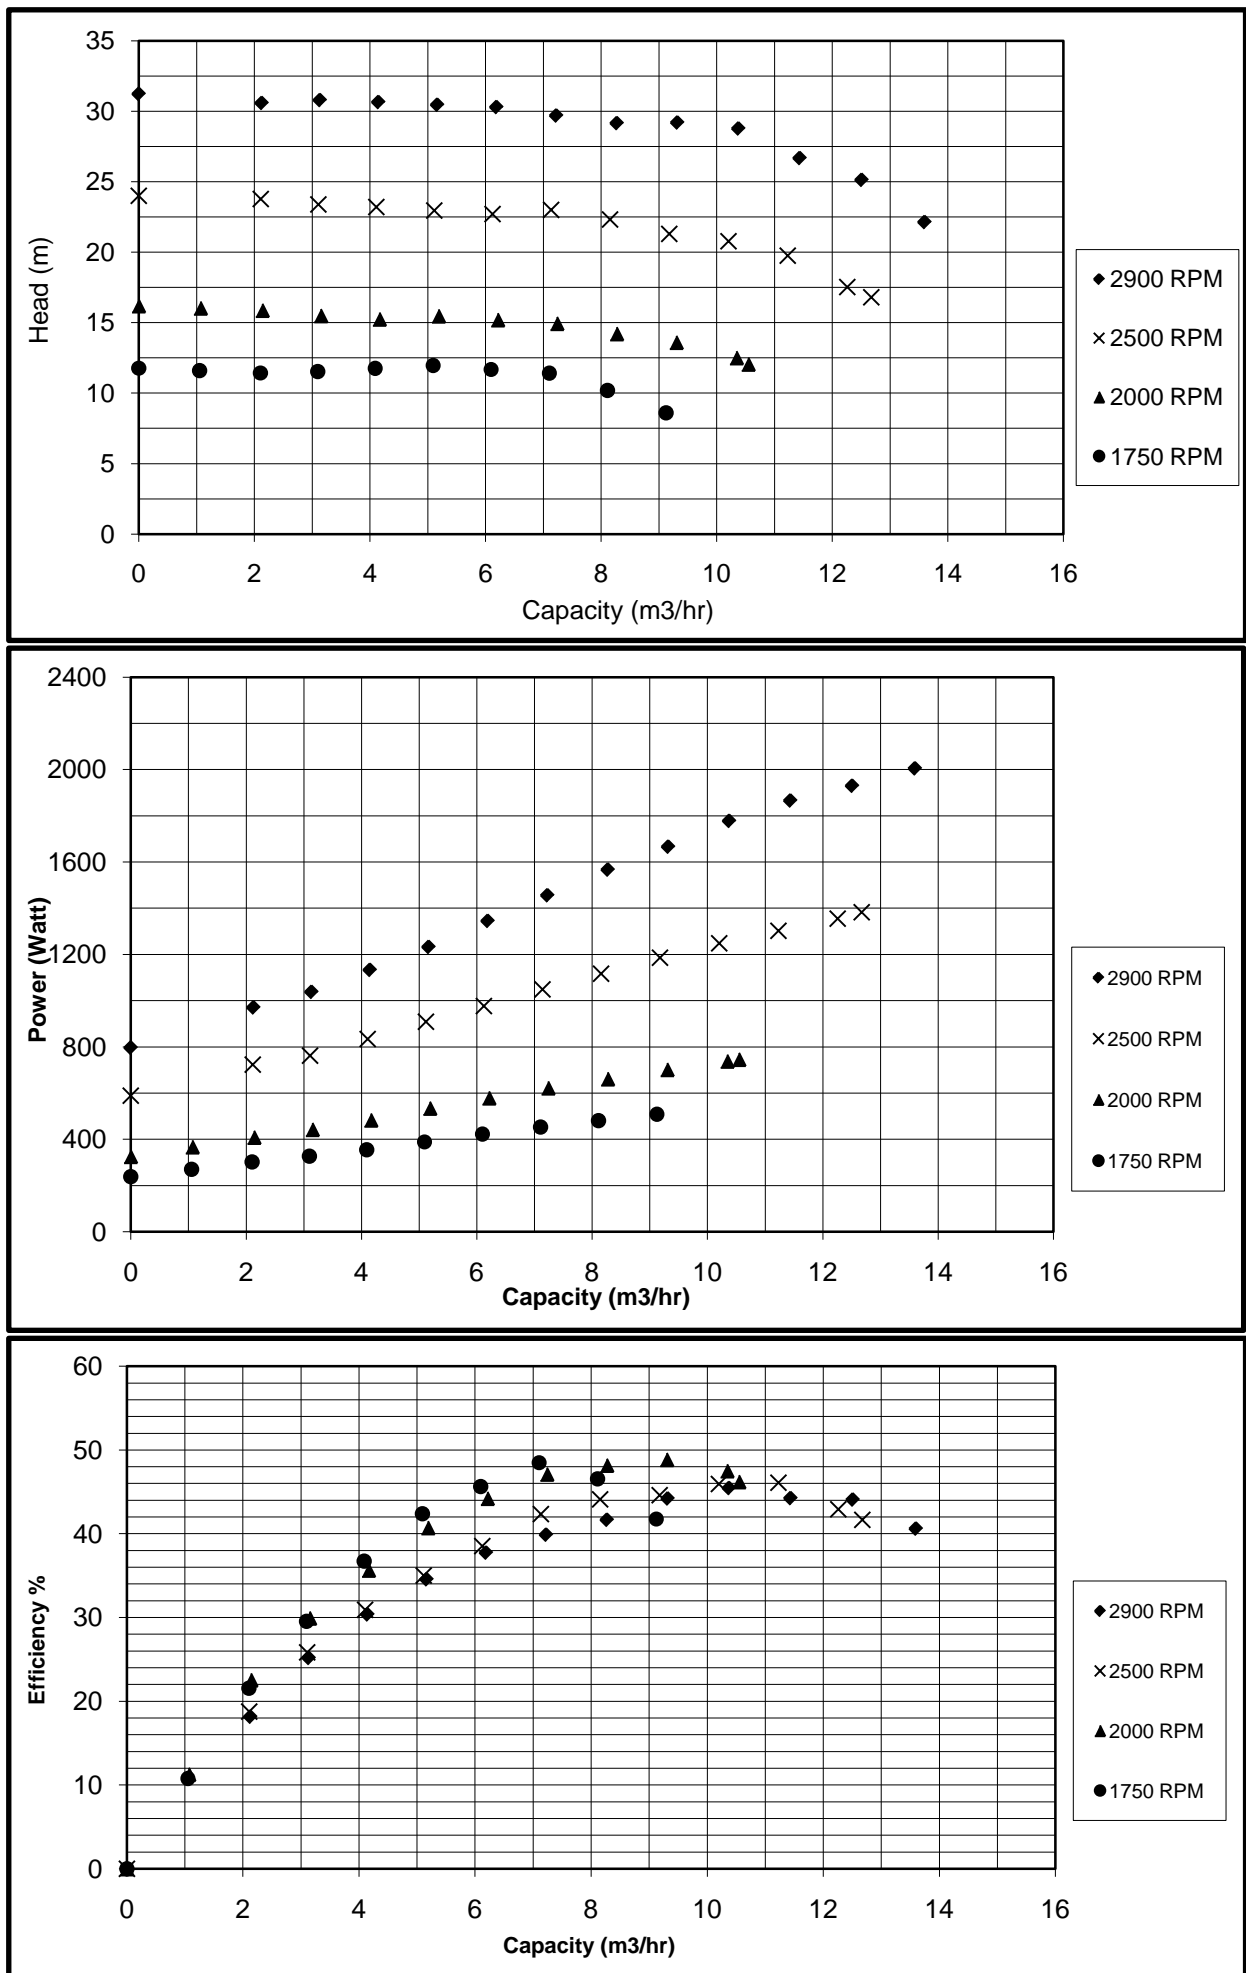 35
30
25
20
15
10
5
0
Head (m)
0 2 4 6 8 10 12 14 16
Capacity (m3/hr)
2900 RPM
2500 RPM
2000 RPM
1750 RPM
2400
2000
1600
1200
800
400
0
Power (Watt)
0 2 4 6 8 10 12 14 16
Capacity (m3/hr)
2900 RPM
2500 RPM
2000 RPM
1750 RPM
60
50
40
30
20
10
0
Efficiency %
0 2 4 6 8 10 12 14 16
Capacity (m3/hr)
2900 RPM
2500 RPM
2000 RPM
1750 RPM